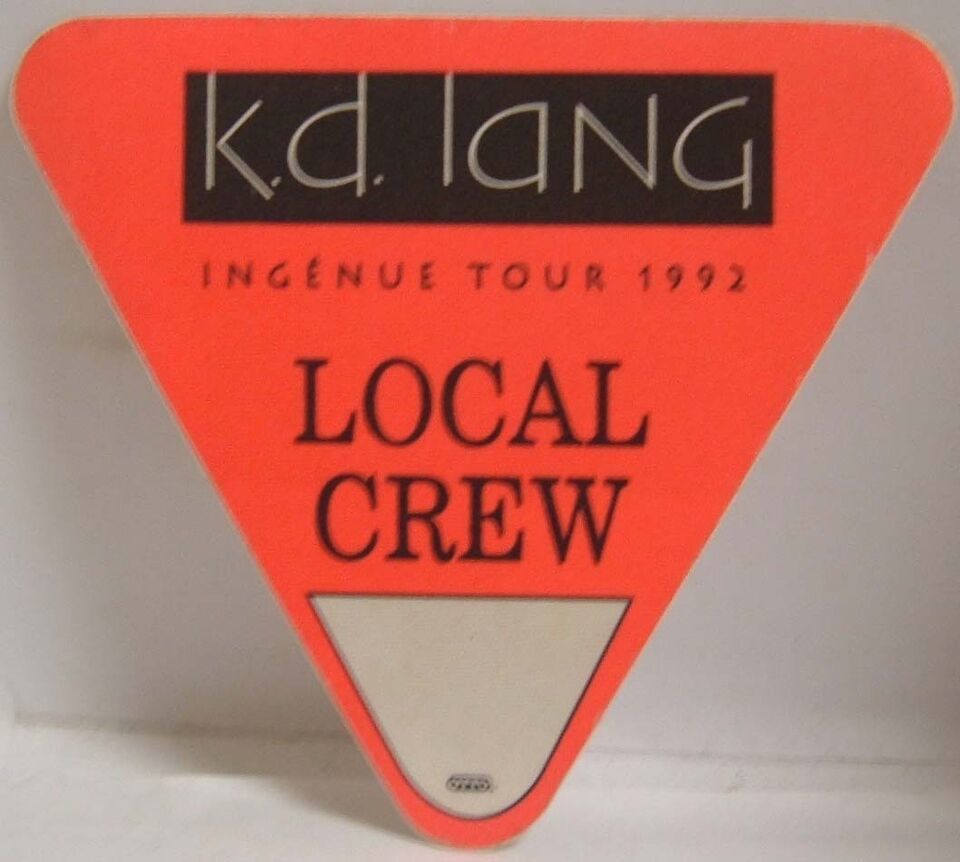 k.d. lang
INGÉNUE TOUR 1992
LOCAL
CREW